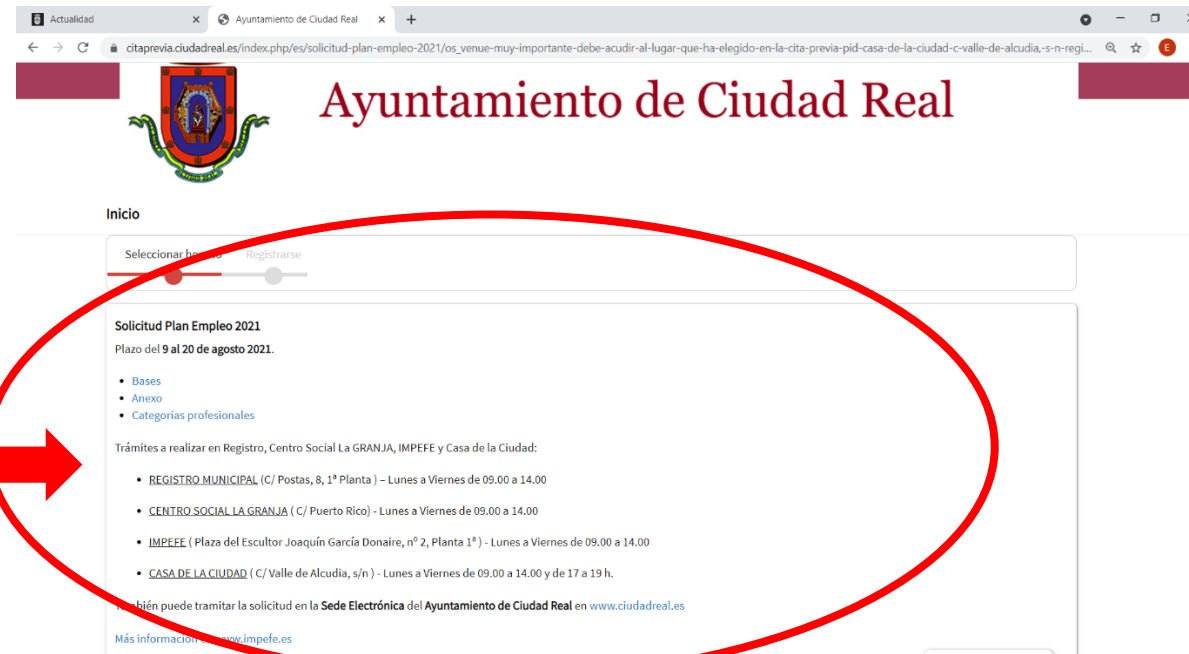 Actualidad
Ayuntamiento de Ciudad Real
citaprevia.ciudadreal.es/index.php/es/solicitud-plan-empleo-2021/os_venue-muy-importante-debe-acudir-al-lugar-que-ha-elegido-en-la-cita-previa-pid-casa-de-la-ciudad-c-valle-de-alcudia,-s-n-regi...
E
Ayuntamiento de Ciudad Real
Inicio
Seleccionar
Registrarse
Solicitud Plan Empleo 2021
Plazo del 9 al 20 de agosto 2021.
• Bases
• Anexo
• Categorias profesionales
Trámites a realizar en Registro, Centro Social La GRANJA, IMPEFE y Casa de la Ciudad:
• REGISTRO MUNICIPAL (C/ Postas, 8, 1ª Planta ) – Lunes a Viernes de 09.00 a 14.00
• CENTRO SOCIAL LA GRANJA ( C/ Puerto Rico) - Lunes a Viernes de 09.00 a 14.00
• IMPEFE ( Plaza del Escultor Joaquín García Donaire, nº 2, Planta 1ª ) - Lunes a Viernes de 09.00 a 14.00
• CASA DE LA CIUDAD ( C/ Valle de Alcudia, s/n ) - Lunes a Viernes de 09.00 a 14.00 y de 17 a 19 h.
También puede tramitar la solicitud en la Sede Electrónica del Ayuntamiento de Ciudad Real en www.ciudadreal.es
Más información www.impefe.es